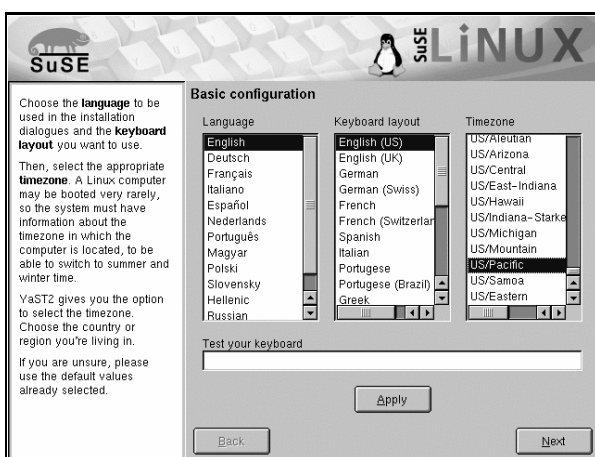 SuSE
SuSE LiNUX
Choose the language to be
used in the installation
dialogues and the keyboard
layout you want to use.
Then, select the appropriate
timezone. A Linux computer
may be booted very rarely,
so the system must have
information about the
timezone in which the
computer is located, to be
able to switch to summer and
winter time.
YaST2 gives you the option
to select the timezone.
Choose the country or
region you're living in.
If you are unsure, please
use the default values
already selected.
Basic configuration
Language
English
Deutsch
Français
Italiano
Español
Nederlands
Português
Magyar
Polski
Slovensky
Hellenic
Russian
Keyboard layout
English (US)
English (UK)
German
German (Swiss)
French
French (Switzerlan
Spanish
Italian
Portugese
Portugese (Brazil)
Greek
Timezone
US/Aleutian
US/Arizona
US/Central
US/East-Indiana
US/Hawaii
US/Indiana-Starke
US/Michigan
US/Mountain
US/Pacific
US/Samoa
US/Eastern
Test your keyboard
Apply
Back
Next